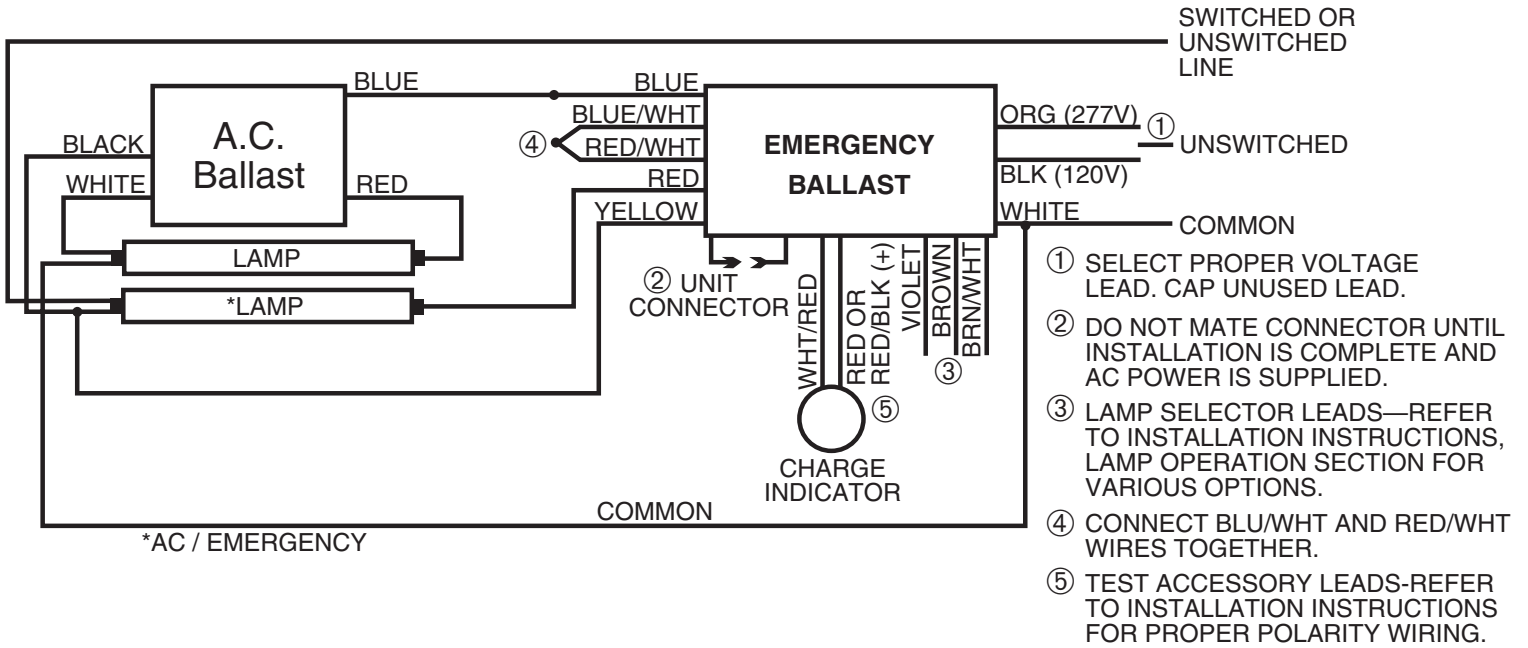 SWITCHED OR
UNSWITCHED
LINE
BLUE
BLUE
BLUE/WHT
④
RED/WHT
RED
YELLOW
BLACK
WHITE
A.C.
Ballast
RED
LAMP
*LAMP
EMERGENCY
BALLAST
ORG (277V)
①
UNSWITCHED
BLK (120V)
WHITE
COMMON
② UNIT
CONNECTOR
WHT/RED
RED OR
RED/BLK (+)
VIOLET
BROWN
BRN/WHT
③
⑤
CHARGE
INDICATOR
COMMON
*AC / EMERGENCY
① SELECT PROPER VOLTAGE
LEAD. CAP UNUSED LEAD.
② DO NOT MATE CONNECTOR UNTIL
INSTALLATION IS COMPLETE AND
AC POWER IS SUPPLIED.
③ LAMP SELECTOR LEADS—REFER
TO INSTALLATION INSTRUCTIONS,
LAMP OPERATION SECTION FOR
VARIOUS OPTIONS.
④ CONNECT BLU/WHT AND RED/WHT
WIRES TOGETHER.
⑤ TEST ACCESSORY LEADS-REFER
TO INSTALLATION INSTRUCTIONS
FOR PROPER POLARITY WIRING.